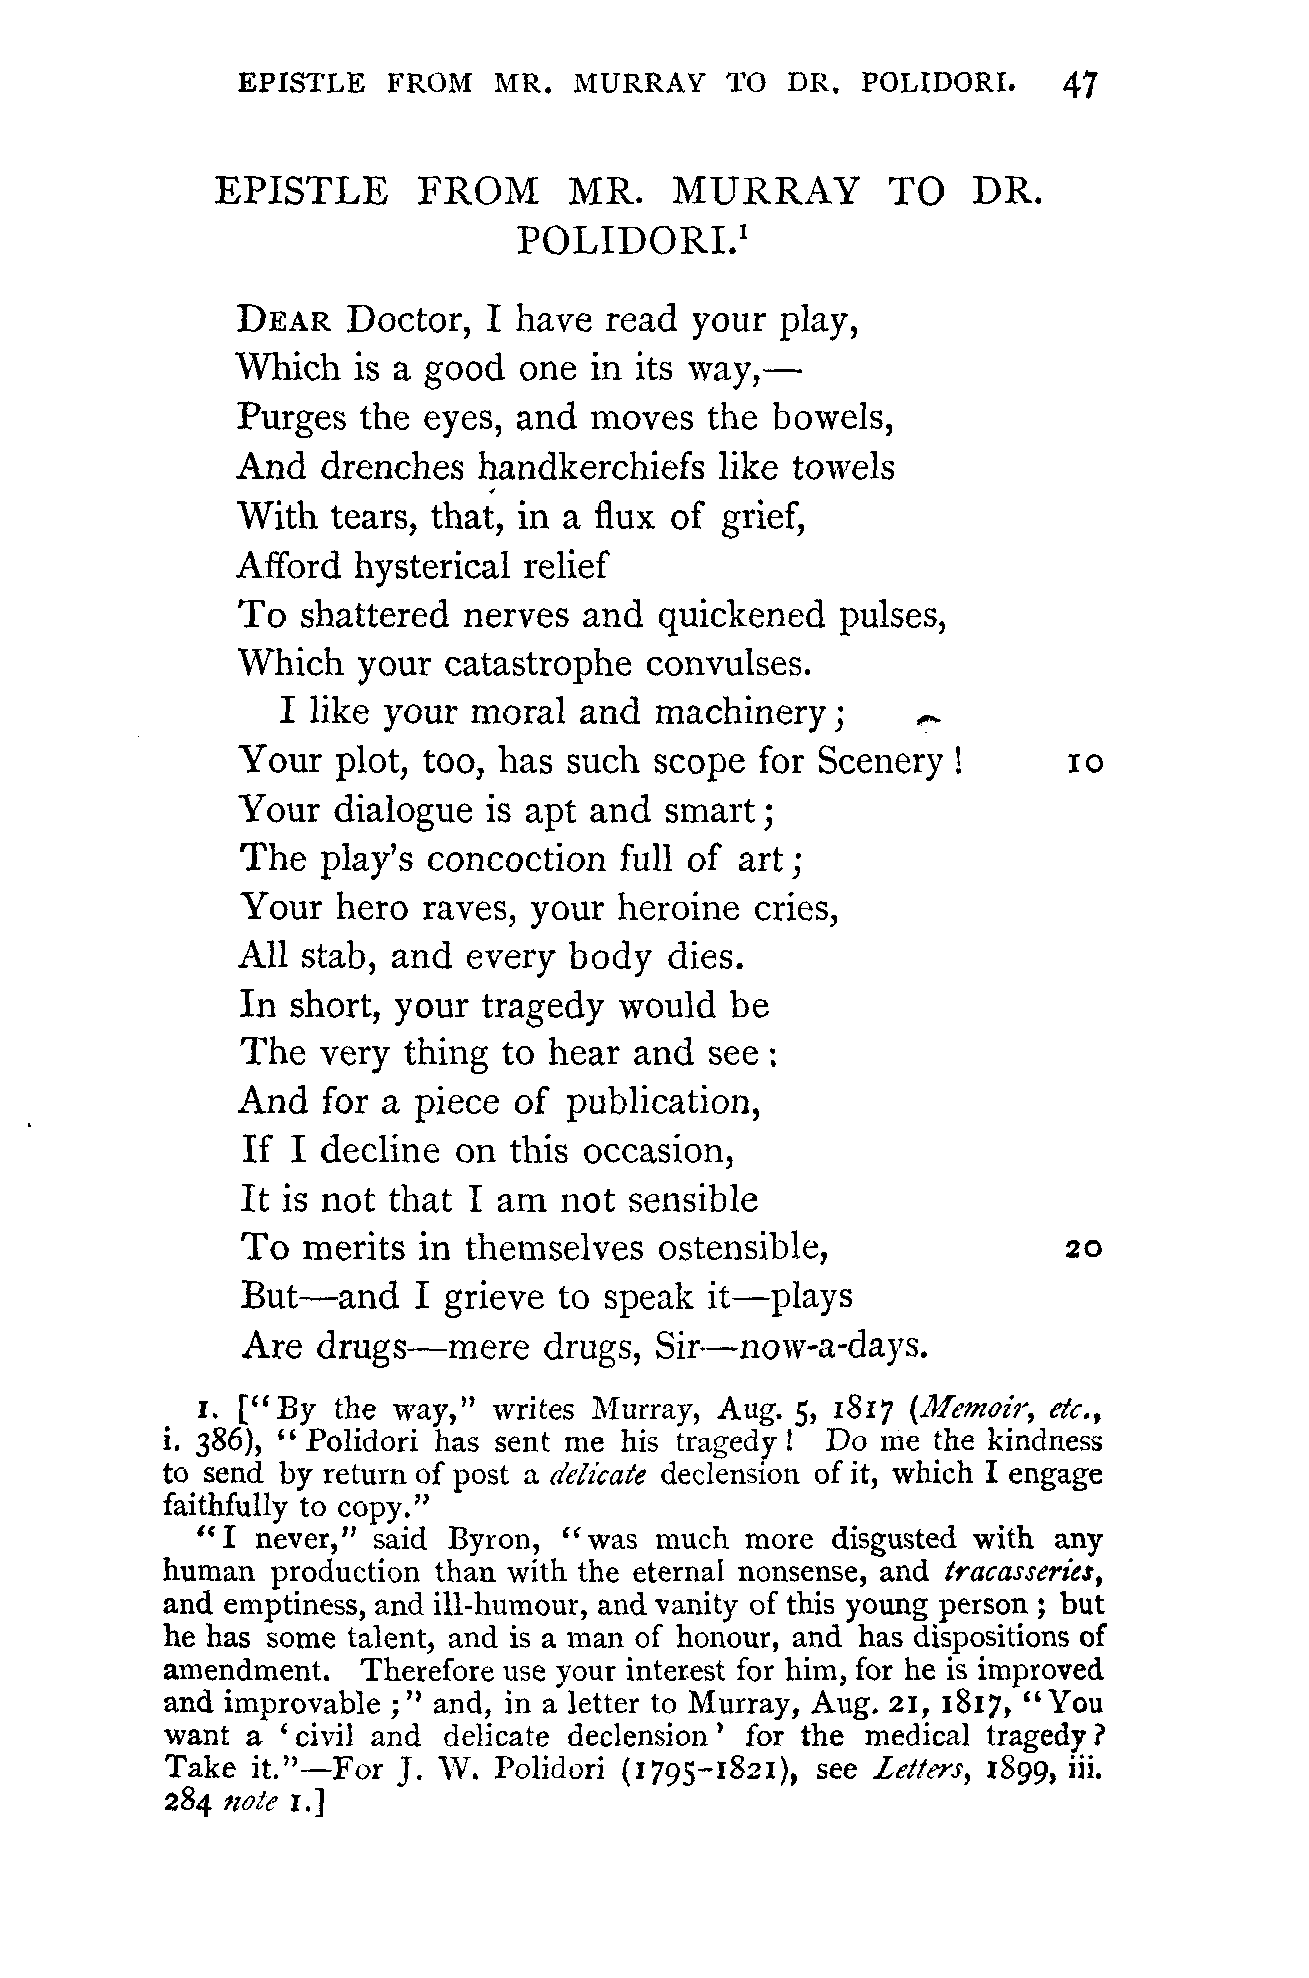 EPISTLE FROM MR. MURRAY TO DR. POLIDORI. 47
EPISTLE FROM MR. MURRAY TO DR.
POLIDORI.¹
DEAR Doctor, I have read your play,
Which is a good one in its way,—
Purges the eyes, and moves the bowels,
And drenches handkerchiefs like towels
With tears, that, in a flux of grief,
Afford hysterical relief
To shattered nerves and quickened pulses,
Which your catastrophe convulses.
I like your moral and machinery;
Your plot, too, has such scope for Scenery! 10
Your dialogue is apt and smart;
The play's concoction full of art;
Your hero raves, your heroine cries,
All stab, and every body dies.
In short, your tragedy would be
The very thing to hear and see:
And for a piece of publication,
If I decline on this occasion,
It is not that I am not sensible
To merits in themselves ostensible, 20
But—and I grieve to speak it—plays
Are drugs—mere drugs, Sir—now-a-days.
1. ["By the way," writes Murray, Aug. 5, 1817 (Memoir, etc.,
i. 386), "Polidori has sent me his tragedy! Do me the kindness
to send by return of post a delicate declension of it, which I engage
faithfully to copy."
"I never," said Byron, "was much more disgusted with any
human production than with the eternal nonsense, and tracasseries,
and emptiness, and ill-humour, and vanity of this young person; but
he has some talent, and is a man of honour, and has dispositions of
amendment. Therefore use your interest for him, for he is improved
and improvable;" and, in a letter to Murray, Aug. 21, 1817, "You
want a 'civil and delicate declension' for the medical tragedy?
Take it."—For J. W. Polidori (1795-1821), see Letters, 1899, iii.
284 note 1.]